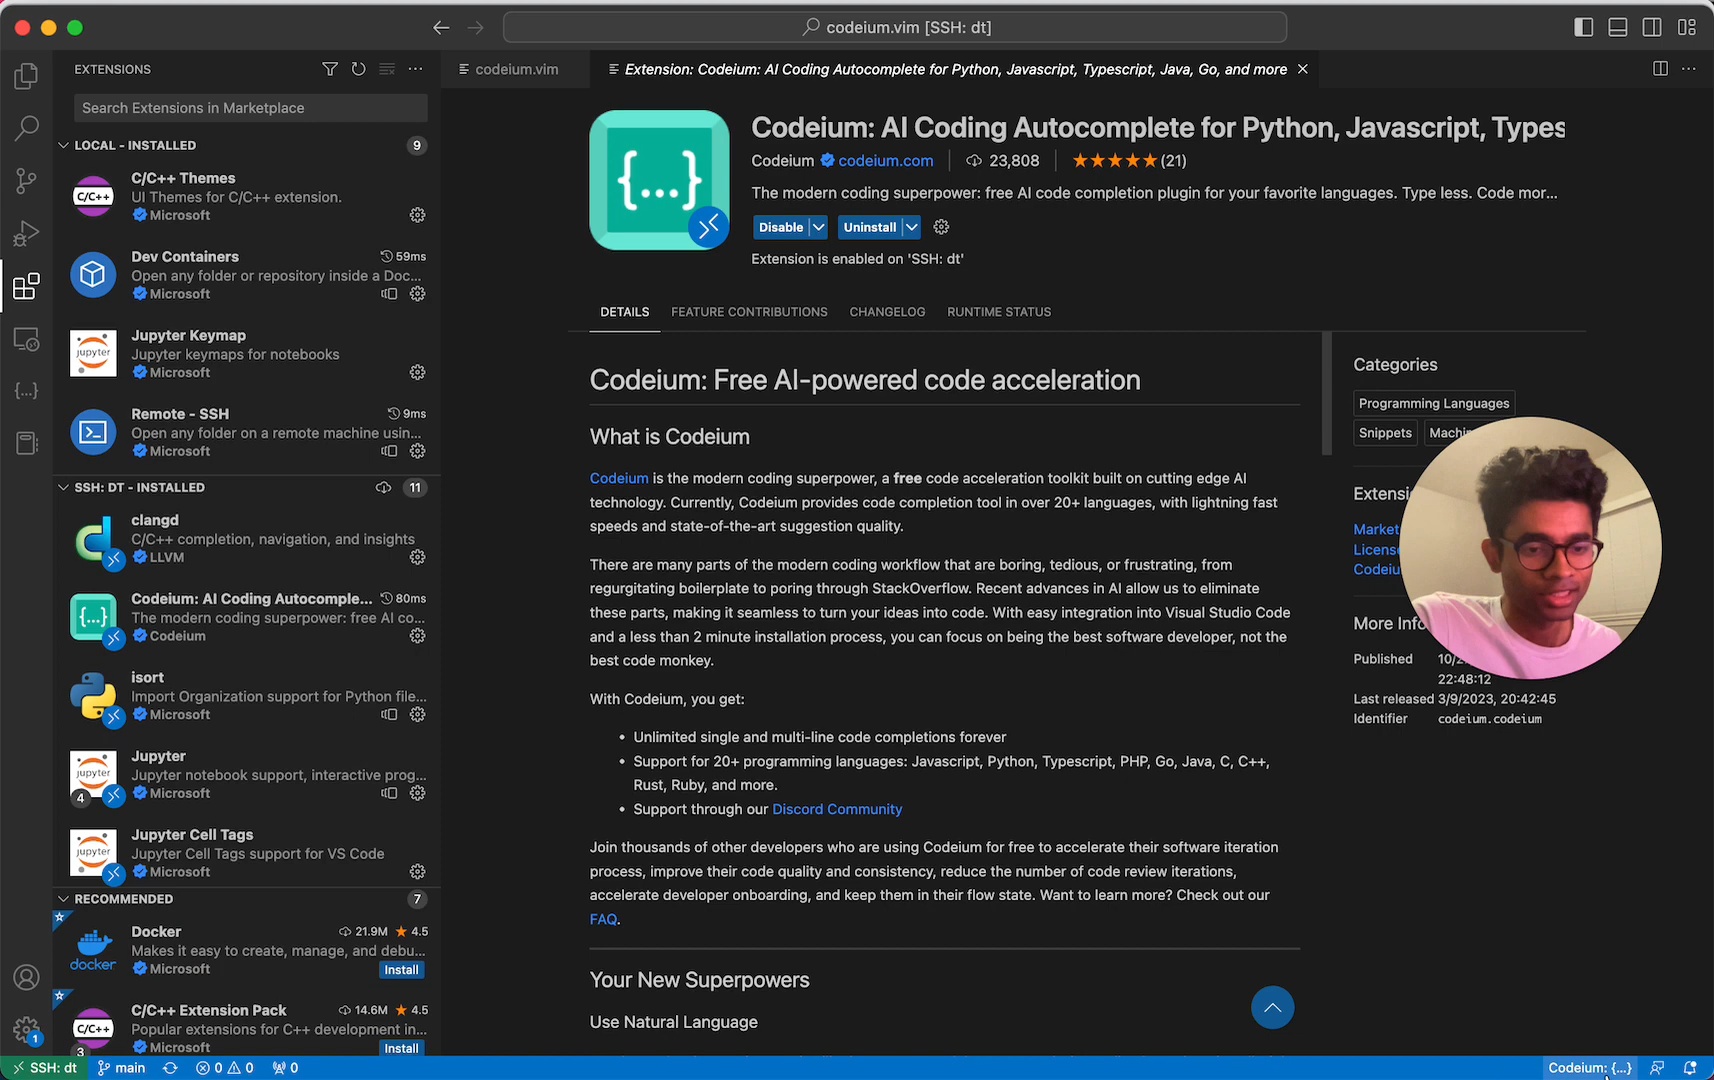 codeium.vim [SSH: dt]
EXTENSIONS
codeium.vim
Extension: Codeium: AI Coding Autocomplete for Python, Javascript, Typescript, Java, Go, and more
Search Extensions in Marketplace
LOCAL - INSTALLED 9
C/C++
C/C++ Themes
UI Themes for C/C++ extension.
Microsoft
Dev Containers 59ms
Open any folder or repository inside a Doc...
Microsoft
jupyter
Jupyter Keymap
Jupyter keymaps for notebooks
Microsoft
Remote - SSH 9ms
Open any folder on a remote machine usin...
Microsoft
SSH: DT - INSTALLED 11
clangd
C/C++ completion, navigation, and insights
LLVM
{...}
Codeium: AI Coding Autocomple... 80ms
The modern coding superpower: free AI co...
Codeium
isort
Import Organization support for Python file...
Microsoft
jupyter
4
Jupyter
Jupyter notebook support, interactive prog...
Microsoft
jupyter
Jupyter Cell Tags
Jupyter Cell Tags support for VS Code
Microsoft
RECOMMENDED 7
docker
Docker 21.9M 4.5
Makes it easy to create, manage, and debu...
Microsoft Install
C/C++
3
C/C++ Extension Pack 14.6M 4.5
Popular extensions for C++ development in...
Microsoft Install
{...}
1
{...}
Codeium: AI Coding Autocomplete for Python, Javascript, Types
Codeium codeium.com 23,808 (21)
The modern coding superpower: free AI code completion plugin for your favorite languages. Type less. Code mor...
Disable Uninstall
Extension is enabled on 'SSH: dt'
DETAILS FEATURE CONTRIBUTIONS CHANGELOG RUNTIME STATUS
Codeium: Free AI-powered code acceleration
What is Codeium
Codeium is the modern coding superpower, a free code acceleration toolkit built on cutting edge AI
technology. Currently, Codeium provides code completion tool in over 20+ languages, with lightning fast
speeds and state-of-the-art suggestion quality.
There are many parts of the modern coding workflow that are boring, tedious, or frustrating, from
regurgitating boilerplate to poring through StackOverflow. Recent advances in AI allow us to eliminate
these parts, making it seamless to turn your ideas into code. With easy integration into Visual Studio Code
and a less than 2 minute installation process, you can focus on being the best software developer, not the
best code monkey.
With Codeium, you get:
• Unlimited single and multi-line code completions forever
• Support for 20+ programming languages: Javascript, Python, Typescript, PHP, Go, Java, C, C++,
Rust, Ruby, and more.
• Support through our Discord Community
Join thousands of other developers who are using Codeium for free to accelerate their software iteration
process, improve their code quality and consistency, reduce the number of code review iterations,
accelerate developer onboarding, and keep them in their flow state. Want to learn more? Check out our
FAQ.
Your New Superpowers
Use Natural Language
Categories
Programming Languages
Snippets Machin
Extensi
Market
License
Codeiu
More Info
Published 10/2
22:48:12
Last released 3/9/2023, 20:42:45
Identifier codeium.codeium
SSH: dt main 0 0 0
Codeium: {...}